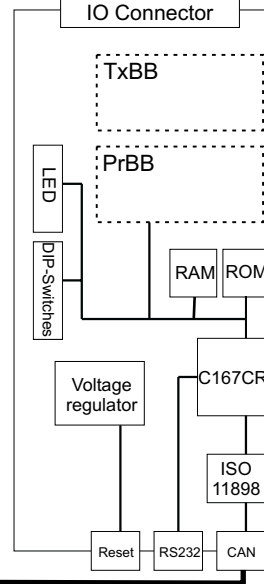 IO Connector
TxBB
PrBB
LED
DIP-Switches
RAM
ROM
C167CR
Voltage
regulator
ISO
11898
Reset
RS232
CAN